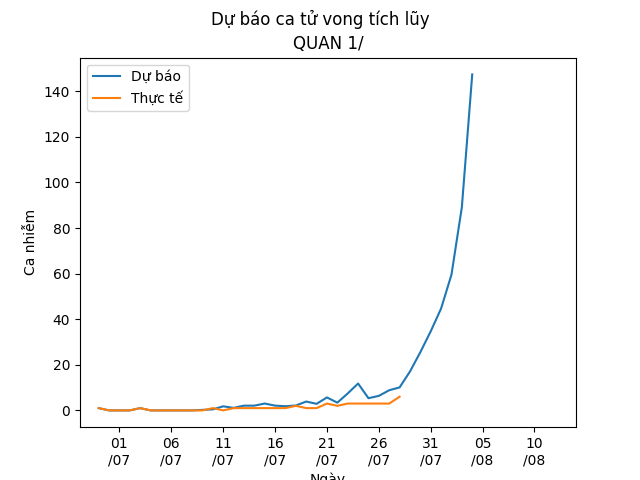 Dự báo ca tử vong tích lũy
QUAN 1/
Dự báo
Thực tế
Ca nhiễm
140
120
100
80
60
40
20
0
01 06 11 16 21 26 31 05 10
/07 /07 /07 /07 /07 /07 /07 /08 /08
Ngày